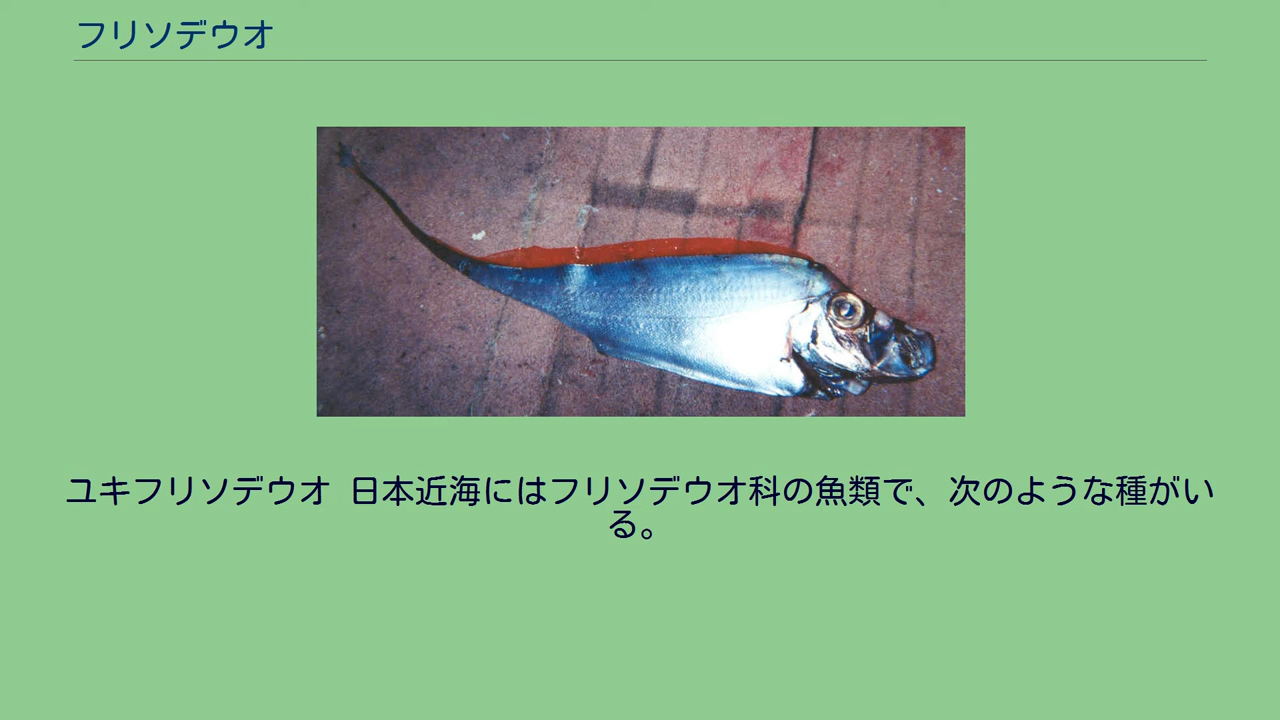 フリソデウオ
ユキフリソデウオ 日本近海にはフリソデウオ科の魚類で、次のような種がい
る。